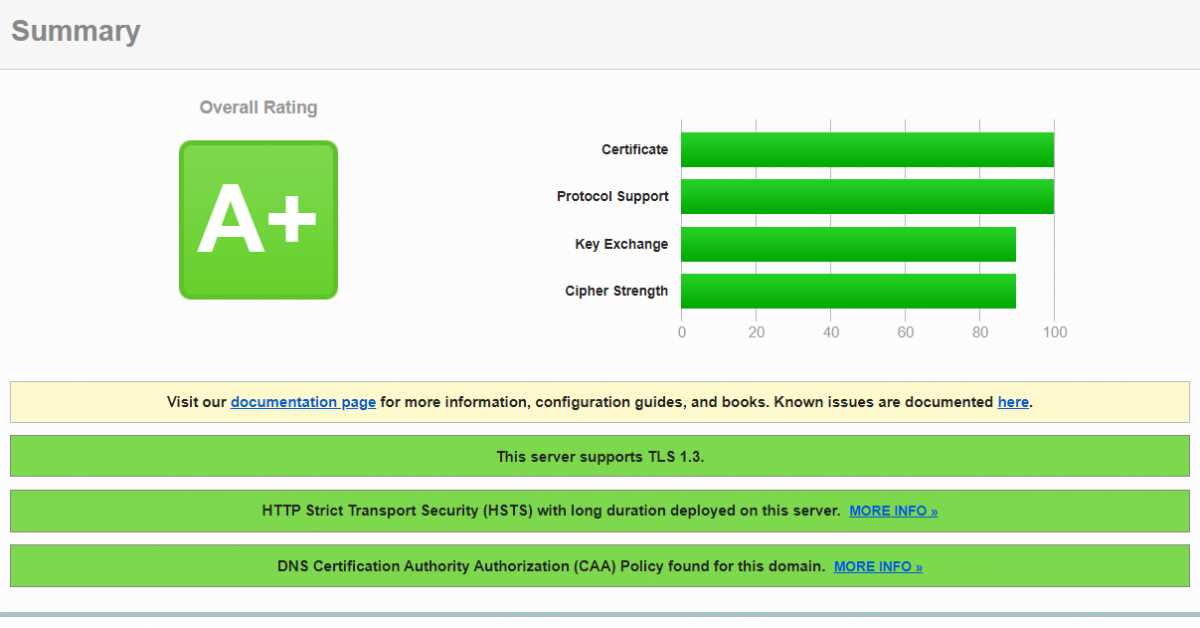 Summary
Overall Rating
A+
Certificate
Protocol Support
Key Exchange
Cipher Strength
0 20 40 60 80 100
Visit our documentation page for more information, configuration guides, and books. Known issues are documented here.
This server supports TLS 1.3.
HTTP Strict Transport Security (HSTS) with long duration deployed on this server. MORE INFO »
DNS Certification Authority Authorization (CAA) Policy found for this domain. MORE INFO »